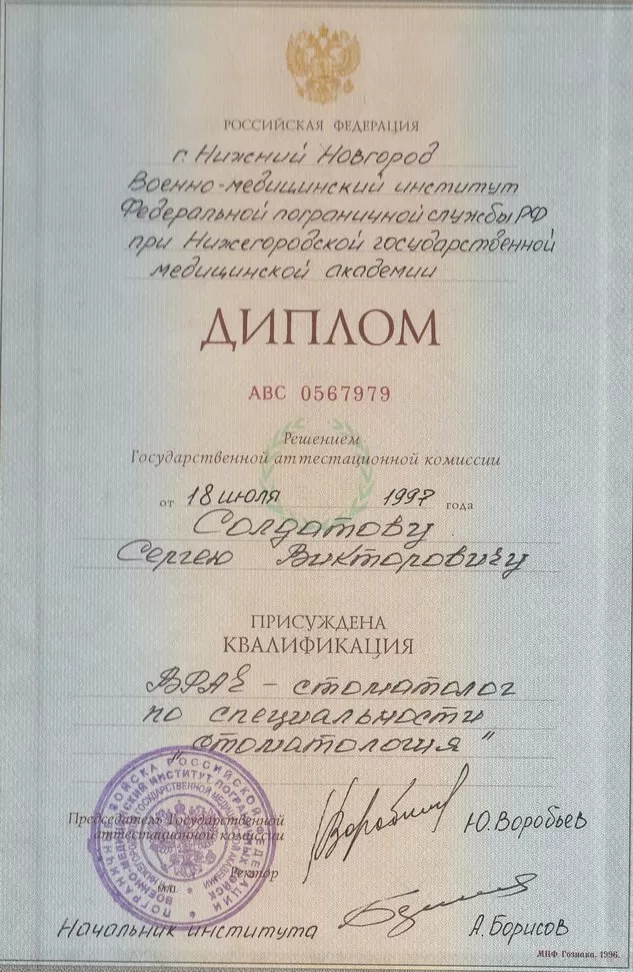 РОССИЙСКАЯ ФЕДЕРАЦИЯ
г. Нижний Новгород
Военно-медицинский институт
Федеральной пограничной службы РФ
при Нижегородской государственной
медицинской академии
ДИПЛОМ
АВС 0567979
Решением
Государственной аттестационной комиссии
от 18 июля 1997 года
Солдатову
Сергею Викторовичу
ПРИСУЖДЕНА
КВАЛИФИКАЦИЯ
ВРАЧ - стоматолог
по специальности
"стоматология"
Председатель Государственной
аттестационной комиссии
Ю. Воробьев
Ректор
М.П.
Начальник института
А. Борисов
МПФ Гознака. 1996.